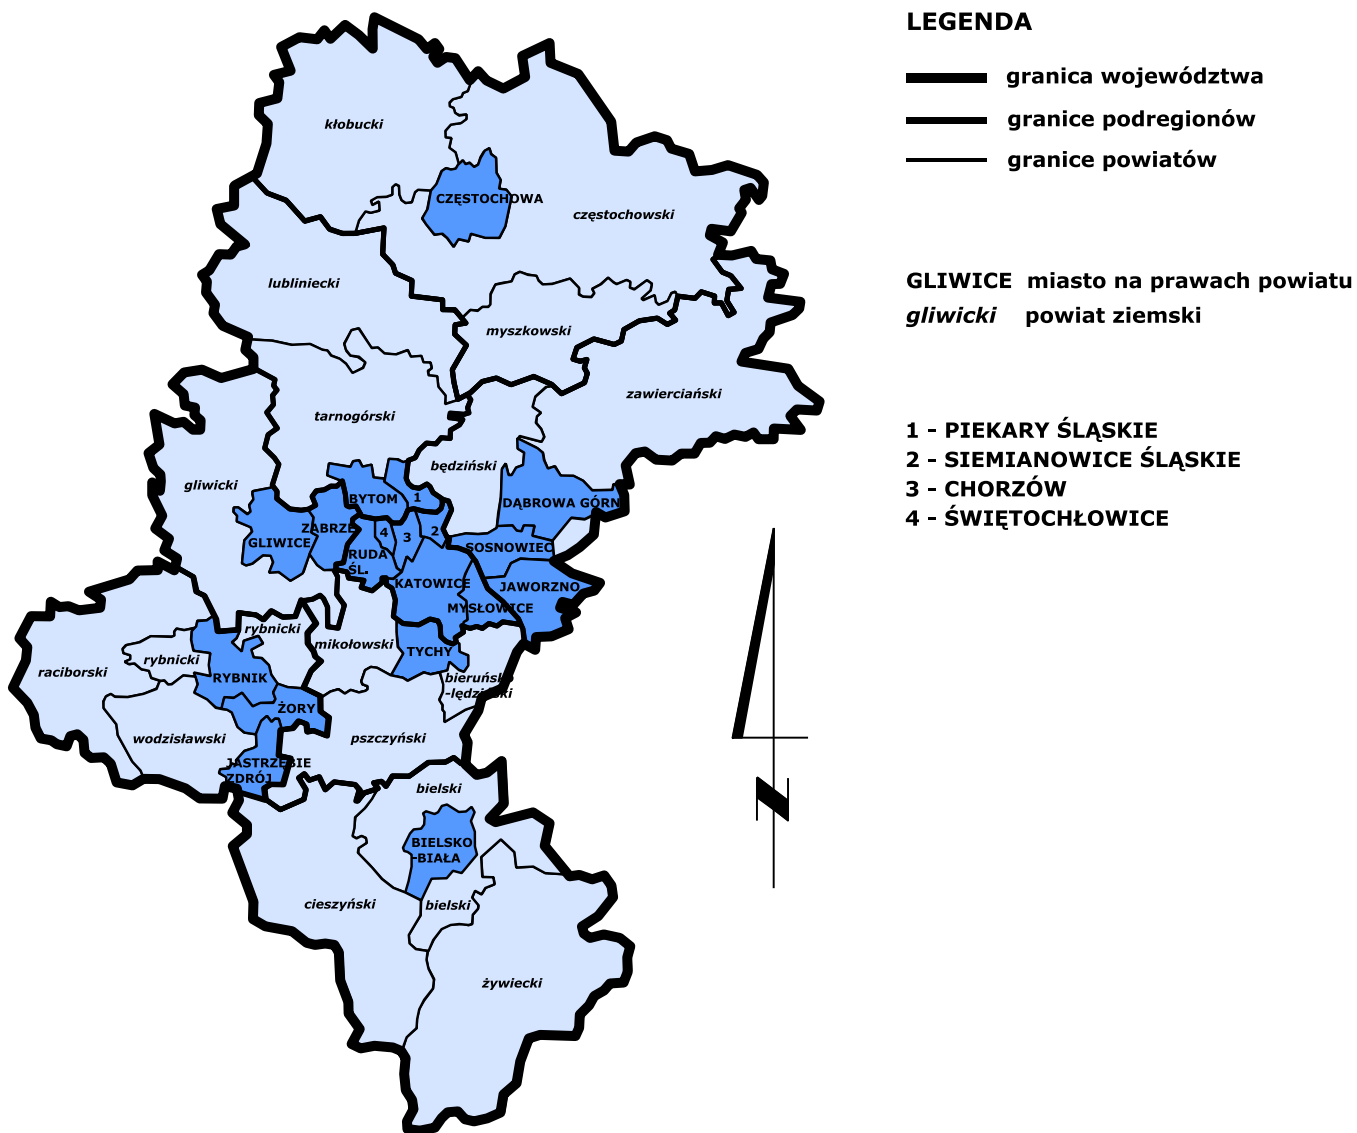 LEGENDA
granica województwa
granice podregionów
granice powiatów
GLIWICE miasto na prawach powiatu
gliwicki powiat ziemski
1 - PIEKARY ŚLĄSKIE
2 - SIEMIANOWICE ŚLĄSKIE
3 - CHORZÓW
4 - ŚWIĘTOCHŁOWICE
kłobucki
CZĘSTOCHOWA
częstochowski
lubliniecki
myszkowski
zawierciański
tarnogórski
będziński
gliwicki
BYTOM
1
DĄBROWA GÓRN
ZABRZE
GLIWICE
4
3
2
SOSNOWIEC
RUDA
ŚL.
KATOWICE
JAWORZNO
MYSŁOWICE
rybnicki
mikołowski
TYCHY
rybnicki
raciborski
RYBNIK
bieruńsko
-lędziński
ŻORY
wodzisławski
pszczyński
JASTRZĘBIE
ZDRÓJ
bielski
BIELSKO
-BIAŁA
cieszyński
bielski
żywiecki
N